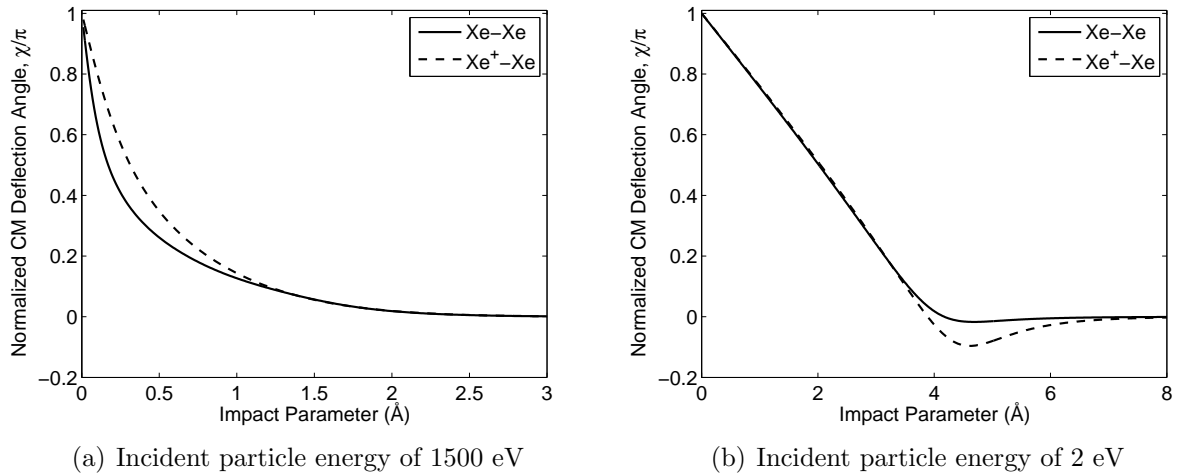 1
0.8
0.6
0.4
0.2
0
−0.2
Normalized CM Deflection Angle, χ/π
Xe−Xe
Xe+−Xe
0 0.5 1 1.5 2 2.5 3
Impact Parameter (Å)
(a) Incident particle energy of 1500 eV
1
0.8
0.6
0.4
0.2
0
−0.2
Normalized CM Deflection Angle, χ/π
Xe−Xe
Xe+−Xe
0 2 4 6 8
Impact Parameter (Å)
(b) Incident particle energy of 2 eV